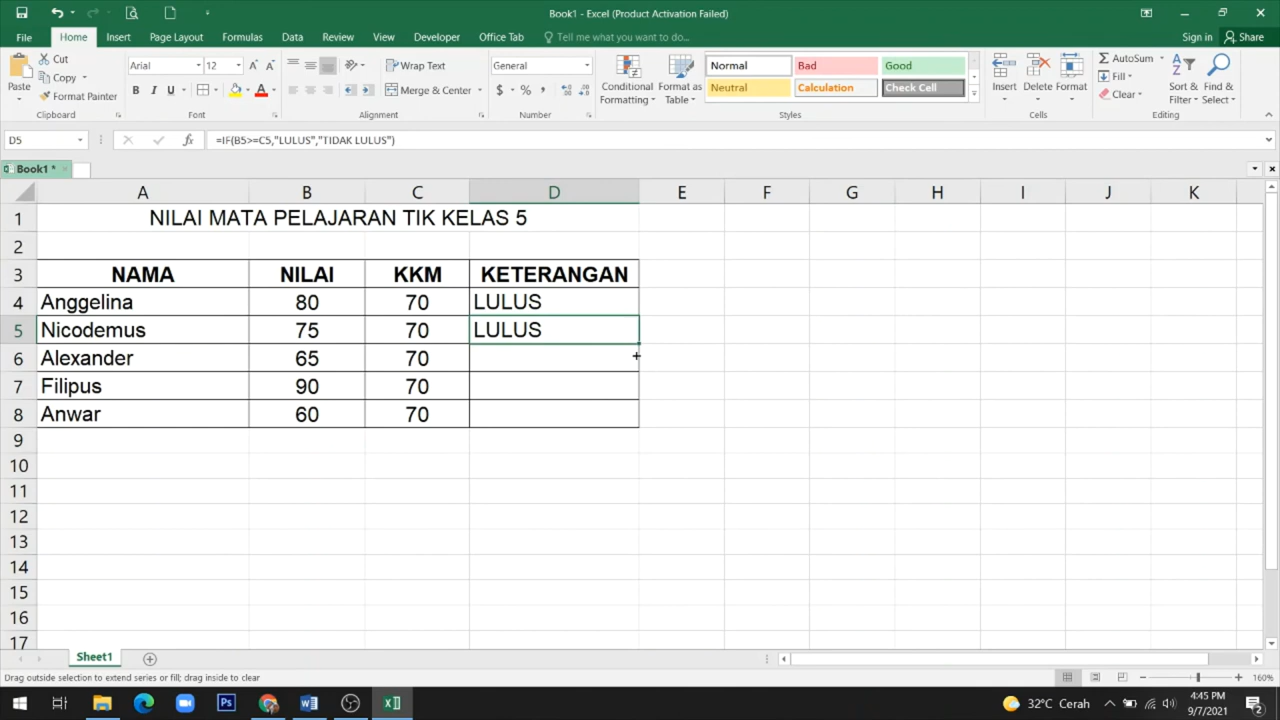 Book1 - Excel (Product Activation Failed)
File Home Insert Page Layout Formulas Data Review View Developer Office Tab Tell me what you want to do... Sign in Share
Paste
Cut
Copy
Format Painter
Clipboard
Arial 12
B I U
Font
Wrap Text
Merge & Center
Alignment
General
$ % ,
Number
Conditional Formatting
Format as Table
Normal Bad Good
Neutral Calculation Check Cell
Styles
Insert Delete Format
Cells
AutoSum
Fill
Clear
Sort & Filter
Find & Select
Editing
D5 fx =IF(B5>=C5,"LULUS","TIDAK LULUS")
Book1 *
A B C D E F G H I J K
1 NILAI MATA PELAJARAN TIK KELAS 5
2
3 NAMA NILAI KKM KETERANGAN
4 Anggelina 80 70 LULUS
5 Nicodemus 75 70 LULUS
6 Alexander 65 70
7 Filipus 90 70
8 Anwar 60 70
9
10
11
12
13
14
15
16
17
Sheet1
Drag outside selection to extend series or fill; drag inside to clear 160%
32°C Cerah 4:45 PM
9/7/2021 2